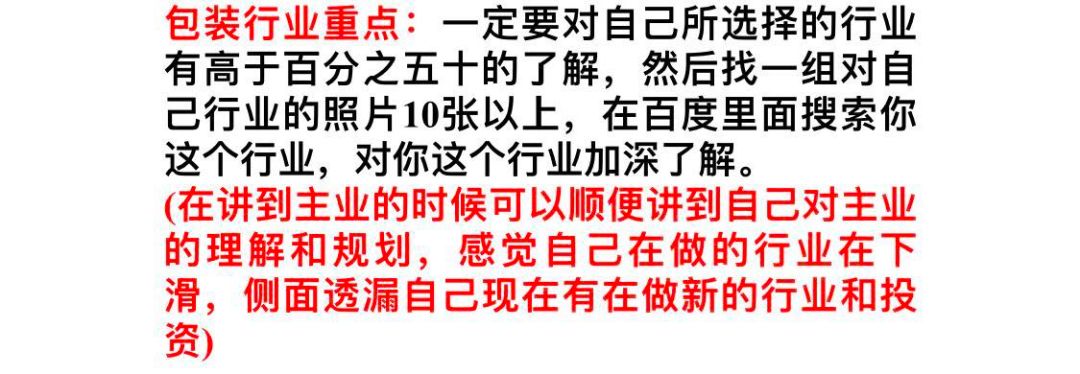 包装行业重点：一定要对自己所选择的行业
有高于百分之五十的了解，然后找一组对自
己行业的照片10张以上，在百度里面搜索你
这个行业，对你这个行业加深了解。
(在讲到主业的时候可以顺便讲到自己对主业
的理解和规划，感觉自己在做的行业在下
滑，侧面透漏自己现在有在做新的行业和投
资)